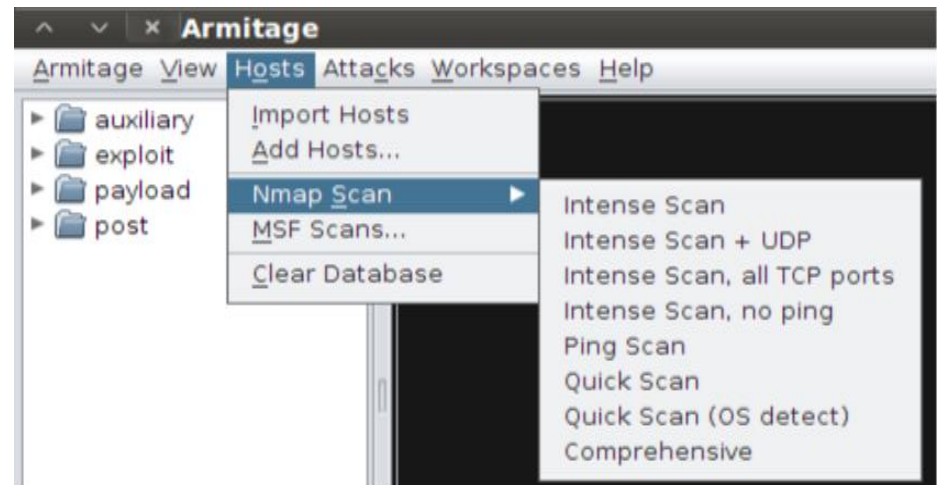 Armitage
Armitage View Hosts Attacks Workspaces Help
auxiliary
exploit
payload
post
Import Hosts
Add Hosts...
Nmap Scan
MSF Scans...
Clear Database
Intense Scan
Intense Scan + UDP
Intense Scan, all TCP ports
Intense Scan, no ping
Ping Scan
Quick Scan
Quick Scan (OS detect)
Comprehensive